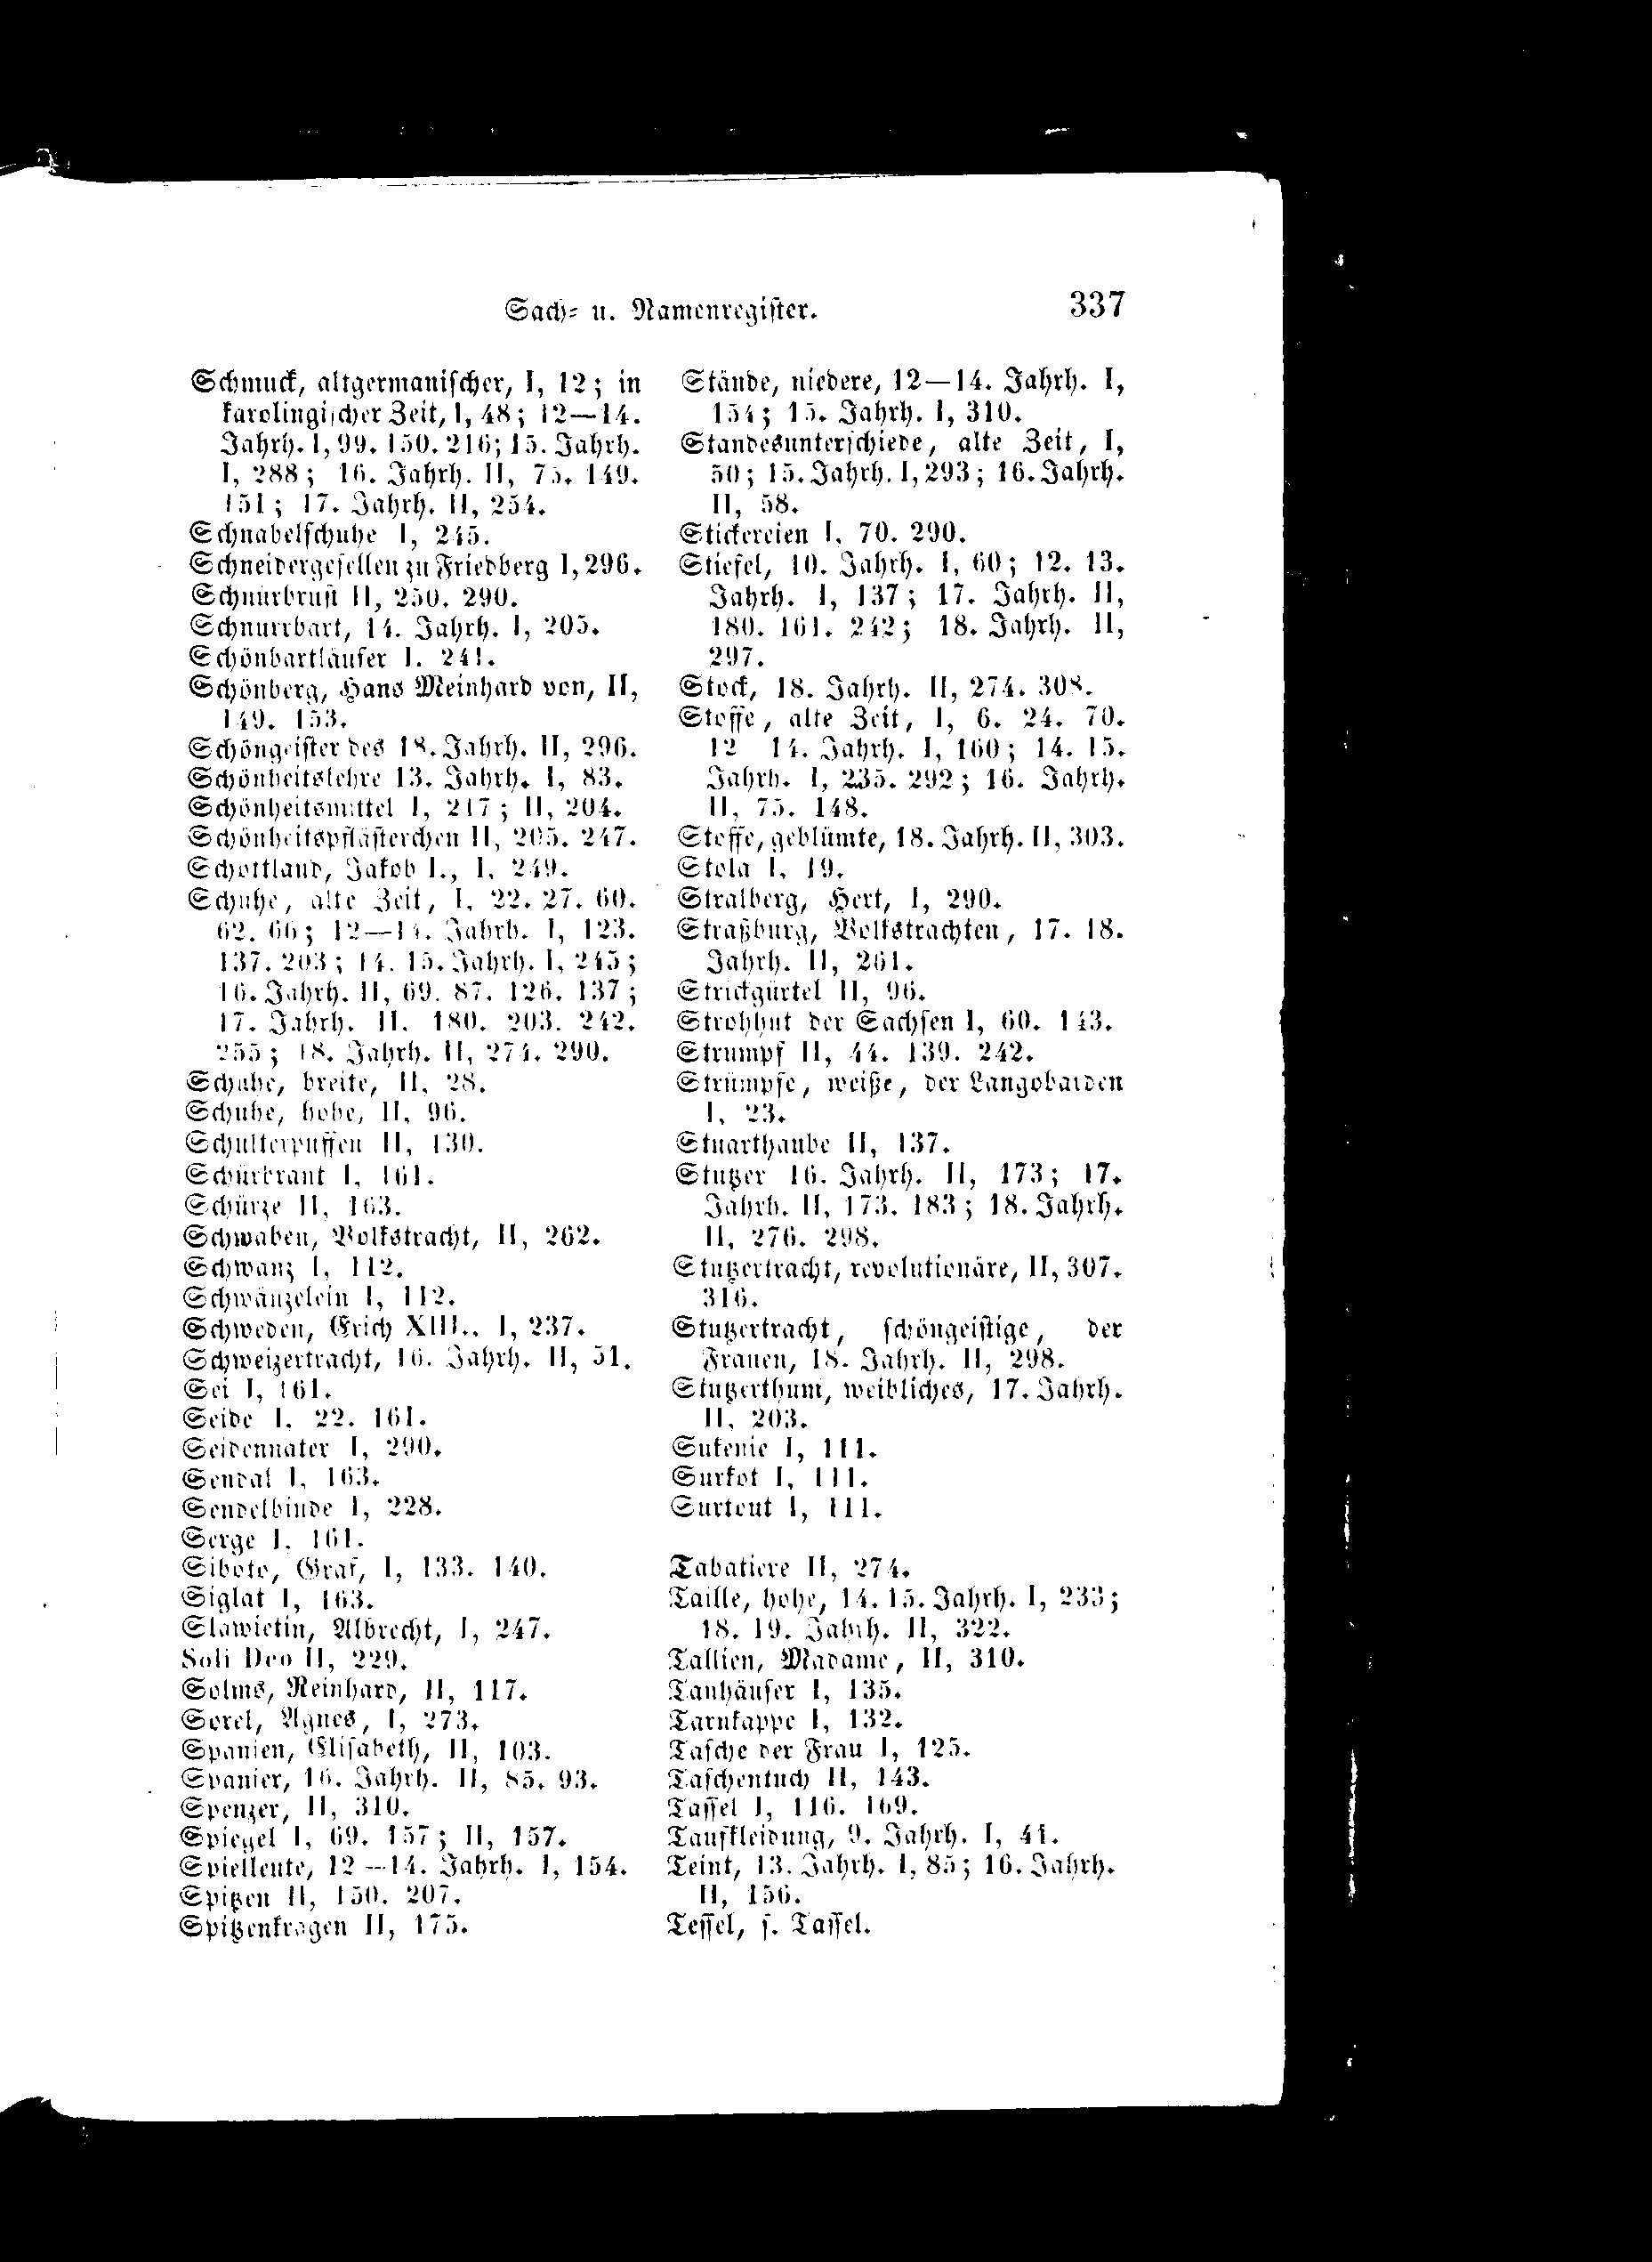 Sach- u. Namenregister.
337
Schmuck, altgermanischer, I, 12; in
karolingischer Zeit, I, 48; 12—14.
Jahrh. I, 99. 150. 216; 15. Jahrh.
I, 288; 16. Jahrh. II, 75. 149.
151; 17. Jahrh. II, 254.
Schnabelschuhe I, 245.
Schneidergesellen zu Friedberg I, 296.
Schnürbrust II, 250. 290.
Schnurrbart, 14. Jahrh. I, 205.
Schönbartläufer I. 241.
Schönberg, Hans Meinhard von, II,
149. 153.
Schöngeister des 18. Jahrh. II, 296.
Schönheitslehre 13. Jahrh. I, 83.
Schönheitsmittel I, 217; II, 204.
Schönheitspflästerchen II, 205. 247.
Schottland, Jakob I., I, 249.
Schuhe, alte Zeit, I, 22. 27. 60.
62. 66; 12—14. Jahrh. I, 123.
137. 203; 14. 15. Jahrh. I, 245;
16. Jahrh. II, 69. 87. 126. 137;
17. Jahrh. II. 180. 203. 242.
255; 18. Jahrh. II, 274. 290.
Schuhe, breite, II, 28.
Schuhe, hohe, II, 96.
Schulterpuffen II, 130.
Schürbrant I, 161.
Schürze II, 163.
Schwaben, Volkstracht, II, 262.
Schwanz I, 112.
Schwänzelein I, 112.
Schweden, Erich XIII., I, 237.
Schweizertracht, 16. Jahrh. II, 51.
Sei I, 161.
Seide I, 22. 161.
Seidennater I, 290.
Sendal I, 163.
Sendelbinde I, 228.
Serge I, 161.
Siboto, Graf, I, 133. 140.
Siglat I, 163.
Slawietin, Albrecht, I, 247.
Soli Deo II, 229.
Solms, Reinhard, II, 117.
Sorel, Agnes, I, 273.
Spanien, Elisabeth, II, 103.
Spanier, 16. Jahrh. II, 85. 93.
Spenzer, II, 310.
Spiegel I, 69. 157; II, 157.
Spielleute, 12—14. Jahrh. I, 154.
Spitzen II, 150. 207.
Spitzenkragen II, 175.
Stände, niedere, 12—14. Jahrh. I,
154; 15. Jahrh. I, 310.
Standesunterschiede, alte Zeit, I,
50; 15. Jahrh. I, 293; 16. Jahrh.
II, 58.
Stickereien I, 70. 290.
Stiefel, 10. Jahrh. I, 60; 12. 13.
Jahrh. I, 137; 17. Jahrh. II,
180. 161. 242; 18. Jahrh. II,
297.
Stock, 18. Jahrh. II, 274. 308.
Stoffe, alte Zeit, I, 6. 24. 70.
12 14. Jahrh. I, 160; 14. 15.
Jahrh. I, 235. 292; 16. Jahrh.
II, 75. 148.
Stoffe, geblümte, 18. Jahrh. II, 303.
Stola I, 19.
Stralberg, Hert, I, 290.
Straßburg, Volkstrachten, 17. 18.
Jahrh. II, 261.
Strickgürtel II, 96.
Strohhut der Sachsen I, 60. 143.
Strumpf II, 44. 139. 242.
Strümpfe, weiße, der Langobarden
I, 23.
Stuarthaube II, 137.
Stutzer 16. Jahrh. II, 173; 17.
Jahrh. II, 173. 183; 18. Jahrh.
II, 276. 298.
Stutzertracht, revolutionäre, II, 307.
316.
Stutzertracht, schöngeistige, der
Frauen, 18. Jahrh. II, 298.
Stutzerthum, weibliches, 17. Jahrh.
II, 203.
Sukenie I, 111.
Surkot I, 111.
Surtout I, 111.
Tabatiere II, 274.
Taille, hohe, 14. 15. Jahrh. I, 233;
18. 19. Jahrh. II, 322.
Tallien, Madame, II, 310.
Tanhäuser I, 135.
Tarnkappe I, 132.
Tasche der Frau I, 125.
Taschentuch II, 143.
Tassel I, 116. 169.
Taufkleidung, 9. Jahrh. I, 41.
Teint, 13. Jahrh. I, 85; 16. Jahrh.
II, 156.
Tessel, s. Tassel.